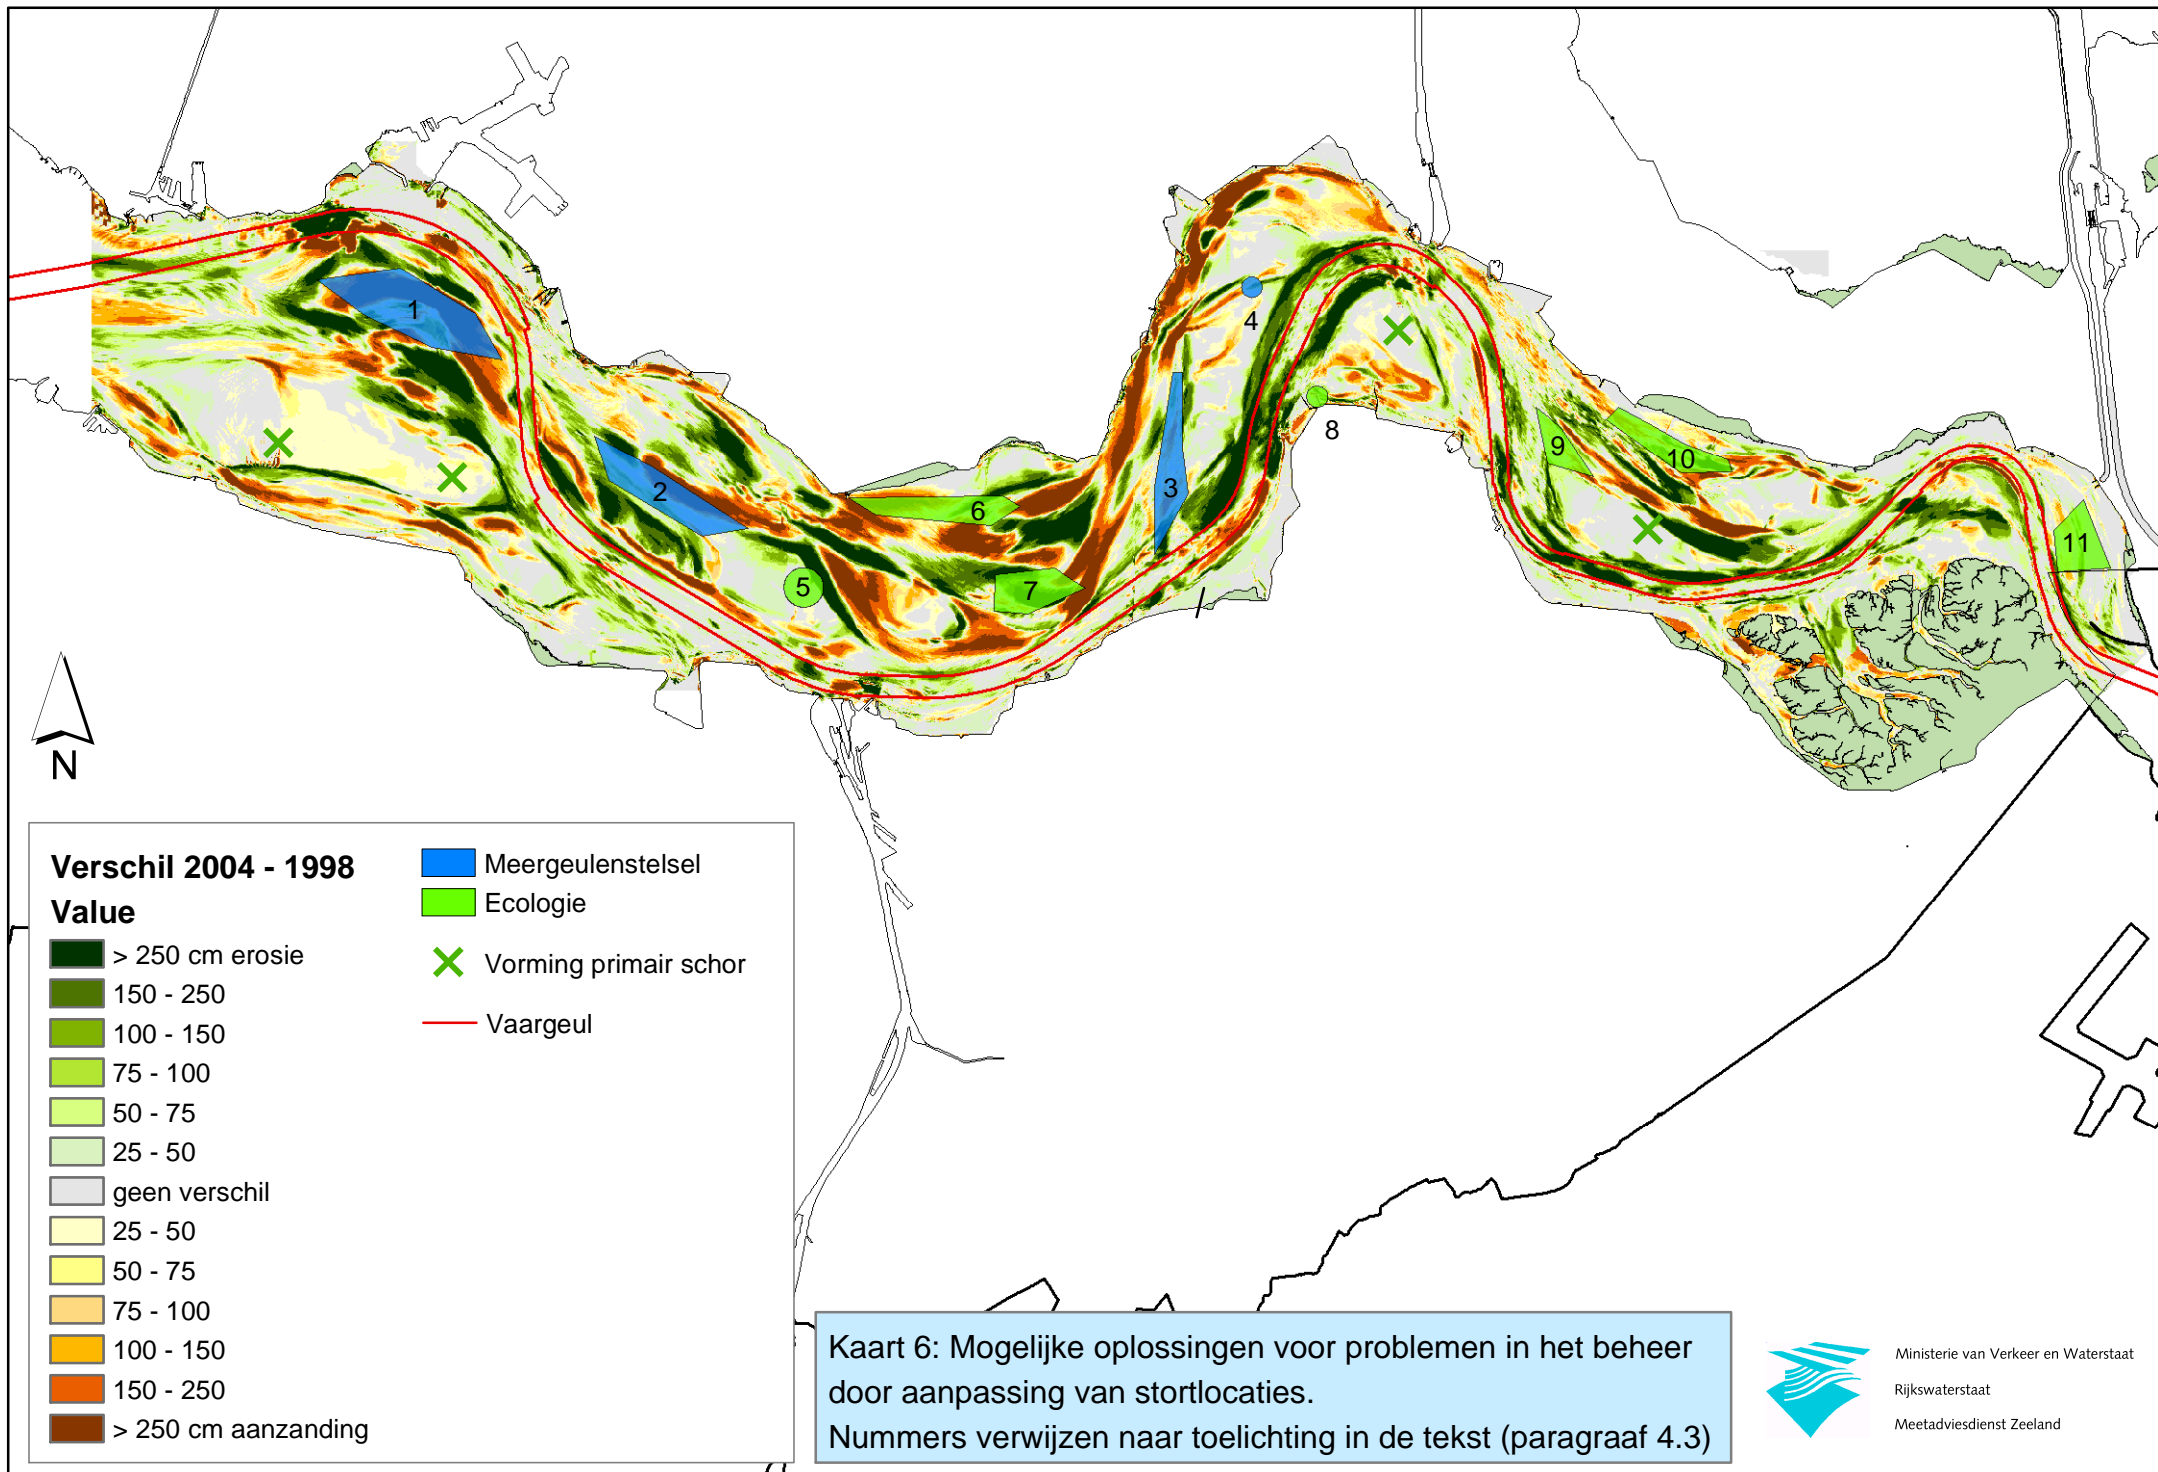 1
2
3
4
5
6
7
8
9
10
11
N
Verschil 2004 - 1998
Value
> 250 cm erosie
150 - 250
100 - 150
75 - 100
50 - 75
25 - 50
geen verschil
25 - 50
50 - 75
75 - 100
100 - 150
150 - 250
> 250 cm aanzanding
Meergeulenstelsel
Ecologie
Vorming primair schor
Vaargeul
Kaart 6: Mogelijke oplossingen voor problemen in het beheer
door aanpassing van stortlocaties.
Nummers verwijzen naar toelichting in de tekst (paragraaf 4.3)
Ministerie van Verkeer en Waterstaat
Rijkswaterstaat
Meetadviesdienst Zeeland